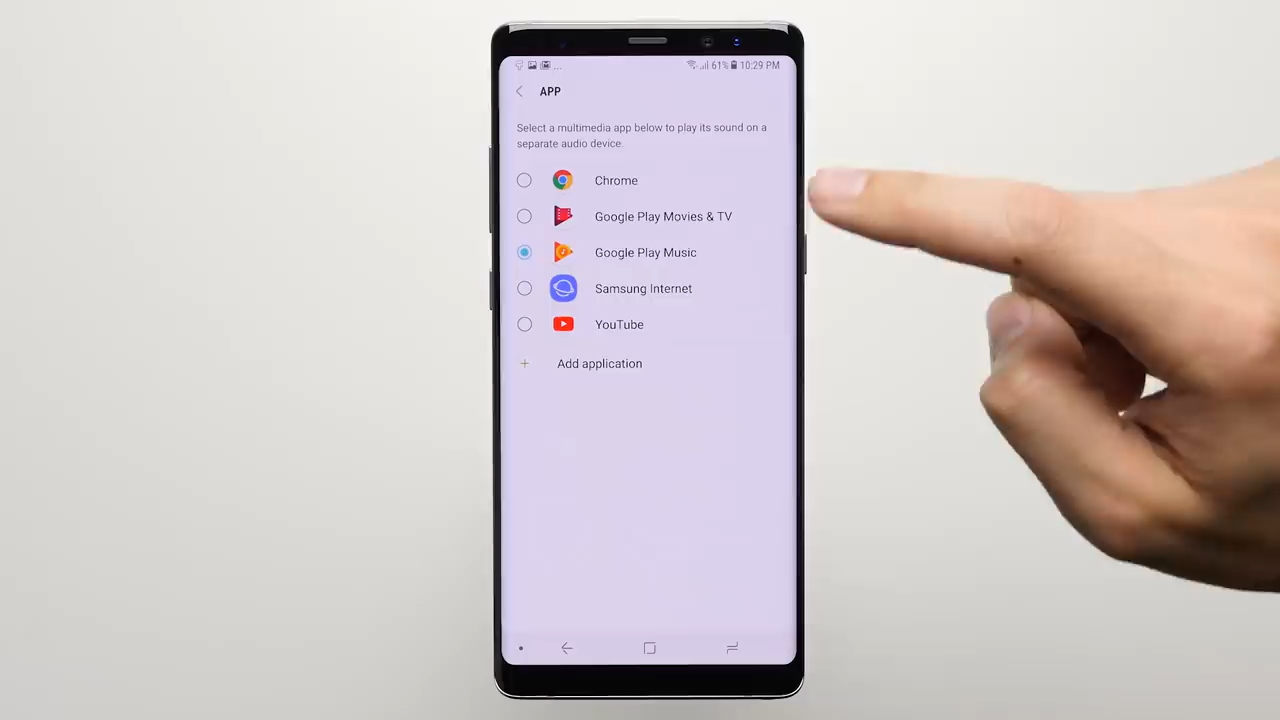 ... 61% 10:29 PM
APP
Select a multimedia app below to play its sound on a
separate audio device.
Chrome
Google Play Movies & TV
Google Play Music
Samsung Internet
YouTube
+ Add application